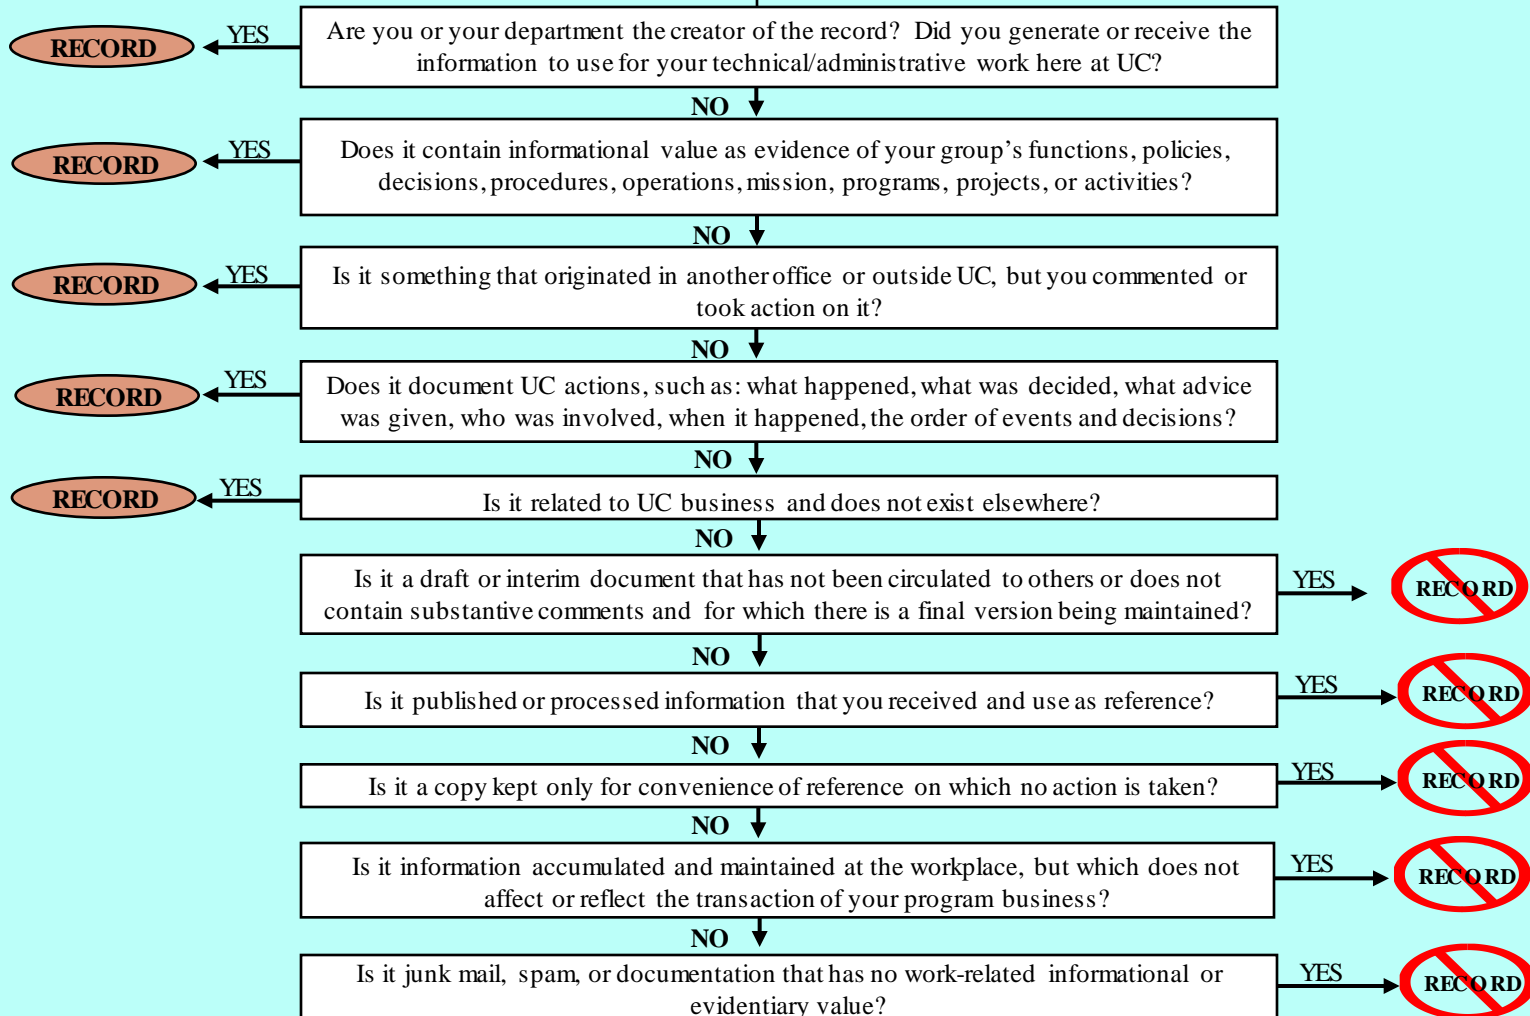 Are you or your department the creator of the record? Did you generate or receive the
information to use for your technical/administrative work here at UC?
YES
RECORD
NO
Does it contain informational value as evidence of your group's functions, policies,
decisions, procedures, operations, mission, programs, projects, or activities?
YES
RECORD
NO
Is it something that originated in another office or outside UC, but you commented or
took action on it?
YES
RECORD
NO
Does it document UC actions, such as: what happened, what was decided, what advice
was given, who was involved, when it happened, the order of events and decisions?
YES
RECORD
NO
Is it related to UC business and does not exist elsewhere?
YES
RECORD
NO
Is it a draft or interim document that has not been circulated to others or does not
contain substantive comments and for which there is a final version being maintained?
YES
RECORD
NO
Is it published or processed information that you received and use as reference?
YES
RECORD
NO
Is it a copy kept only for convenience of reference on which no action is taken?
YES
RECORD
NO
Is it information accumulated and maintained at the workplace, but which does not
affect or reflect the transaction of your program business?
YES
RECORD
NO
Is it junk mail, spam, or documentation that has no work-related informational or
evidentiary value?
YES
RECORD